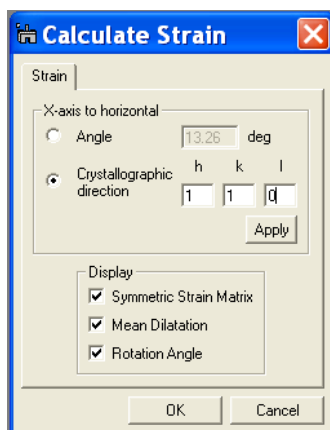 Calculate Strain
Strain
X-axis to horizontal
Angle 13.26 deg
h k l
Crystallographic
direction 1 1 0
Apply
Display
Symmetric Strain Matrix
Mean Dilatation
Rotation Angle
OK Cancel